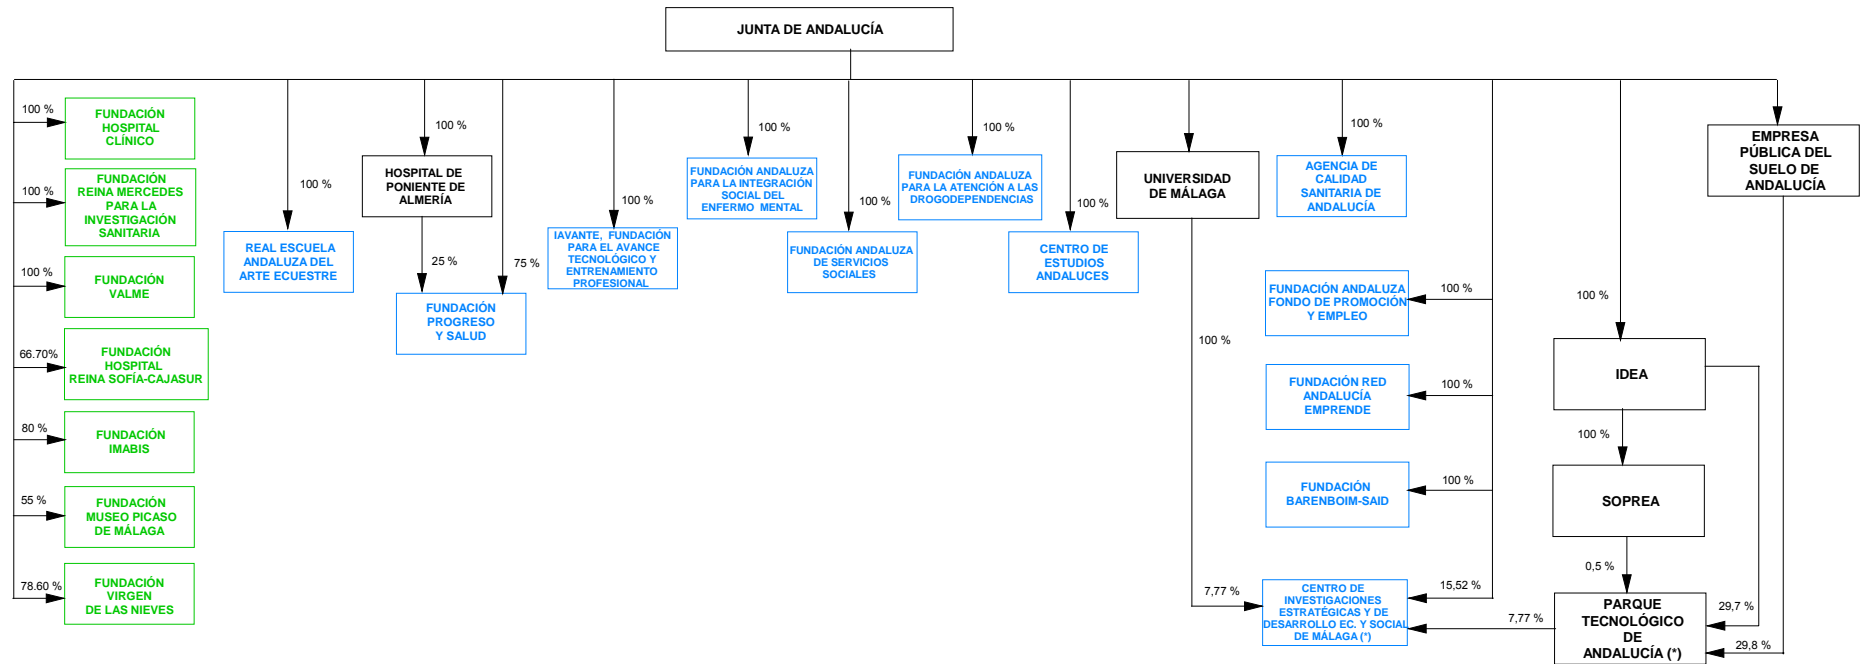 JUNTA DE ANDALUCÍA
100 %
FUNDACIÓN
HOSPITAL
CLÍNICO
100 %
FUNDACIÓN
REINA MERCEDES
PARA LA
INVESTIGACIÓN
SANITARIA
100 %
FUNDACIÓN
VALME
66.70%
FUNDACIÓN
HOSPITAL
REINA SOFÍA-CAJASUR
80 %
FUNDACIÓN
IMABIS
55 %
FUNDACIÓN
MUSEO PICASO
DE MÁLAGA
78.60 %
FUNDACIÓN
VIRGEN
DE LAS NIEVES
100 %
REAL ESCUELA
ANDALUZA DEL
ARTE ECUESTRE
100 %
HOSPITAL DE
PONIENTE DE
ALMERÍA
25 %
75 %
FUNDACIÓN
PROGRESO
Y SALUD
100 %
IAVANTE, FUNDACIÓN
PARA EL AVANCE
TECNOLÓGICO Y
ENTRENAMIENTO
PROFESIONAL
100 %
FUNDACIÓN ANDALUZA
PARA LA INTEGRACIÓN
SOCIAL DEL
ENFERMO MENTAL
100 %
FUNDACIÓN ANDALUZA
DE SERVICIOS
SOCIALES
100 %
FUNDACIÓN ANDALUZA
PARA LA ATENCIÓN A LAS
DROGODEPENDENCIAS
100 %
CENTRO DE
ESTUDIOS
ANDALUCES
UNIVERSIDAD
DE MÁLAGA
100 %
7,77 %
100 %
AGENCIA DE
CALIDAD
SANITARIA DE
ANDALUCÍA
FUNDACIÓN ANDALUZA
FONDO DE PROMOCIÓN
Y EMPLEO
100 %
FUNDACIÓN RED
ANDALUCÍA
EMPRENDE
100 %
FUNDACIÓN
BARENBOIM-SAID
100 %
CENTRO DE
INVESTIGACIONES
ESTRATÉGICAS Y DE
DESARROLLO EC. Y SOCIAL
DE MÁLAGA (*)
15,52 %
7,77 %
100 %
IDEA
100 %
SOPREA
0,5 %
PARQUE
TECNOLÓGICO
DE
ANDALUCÍA (*)
29,7 %
29,8 %
EMPRESA
PÚBLICA DEL
SUELO DE
ANDALUCÍA